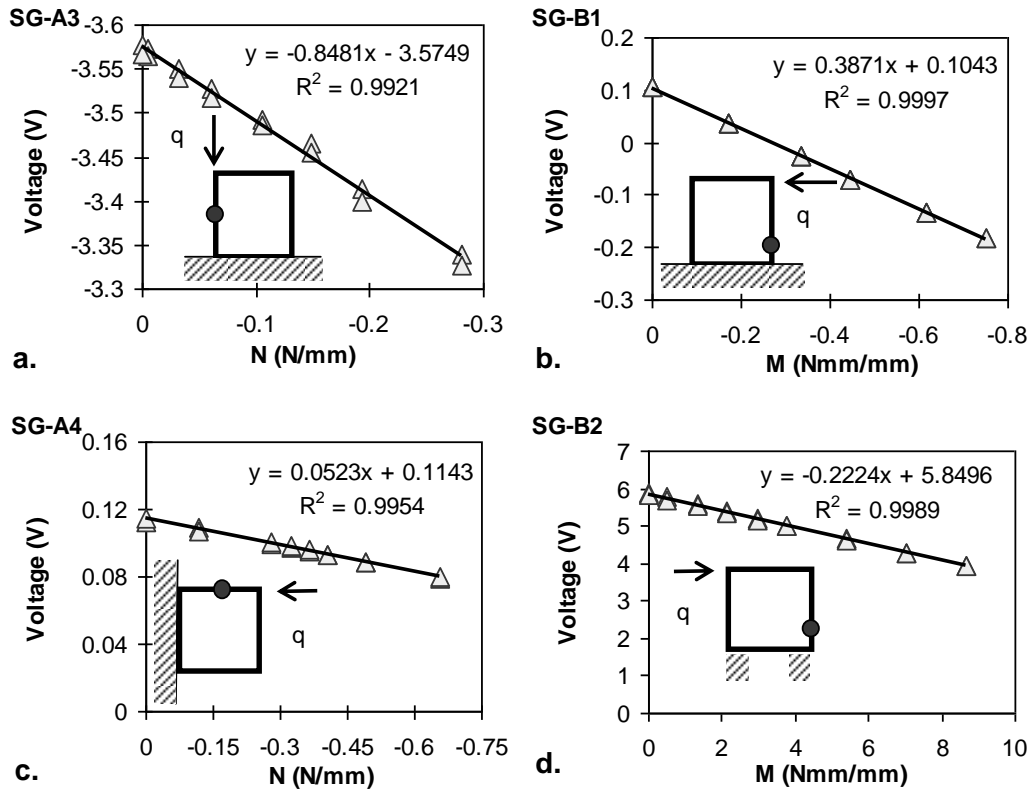 SG-A3
-3.6
-3.55
-3.5
-3.45
-3.4
-3.35
-3.3
Voltage (V)
y = -0.8481x - 3.5749
R² = 0.9921
q
0
-0.1
-0.2
-0.3
N (N/mm)
a.
SG-B1
0.2
0.1
0
-0.1
-0.2
-0.3
Voltage (V)
y = 0.3871x + 0.1043
R² = 0.9997
q
0
-0.2
-0.4
-0.6
-0.8
M (Nmm/mm)
b.
SG-A4
0.16
0.12
0.08
0.04
0
Voltage (V)
y = 0.0523x + 0.1143
R² = 0.9954
q
0
-0.15
-0.3
-0.45
-0.6
-0.75
N (N/mm)
c.
SG-B2
7
6
5
4
3
2
1
0
Voltage (V)
y = -0.2224x + 5.8496
R² = 0.9989
q
0
2
4
6
8
10
M (Nmm/mm)
d.